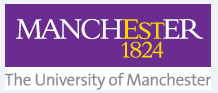 MANCHEsTER
1824
The University of Manchester